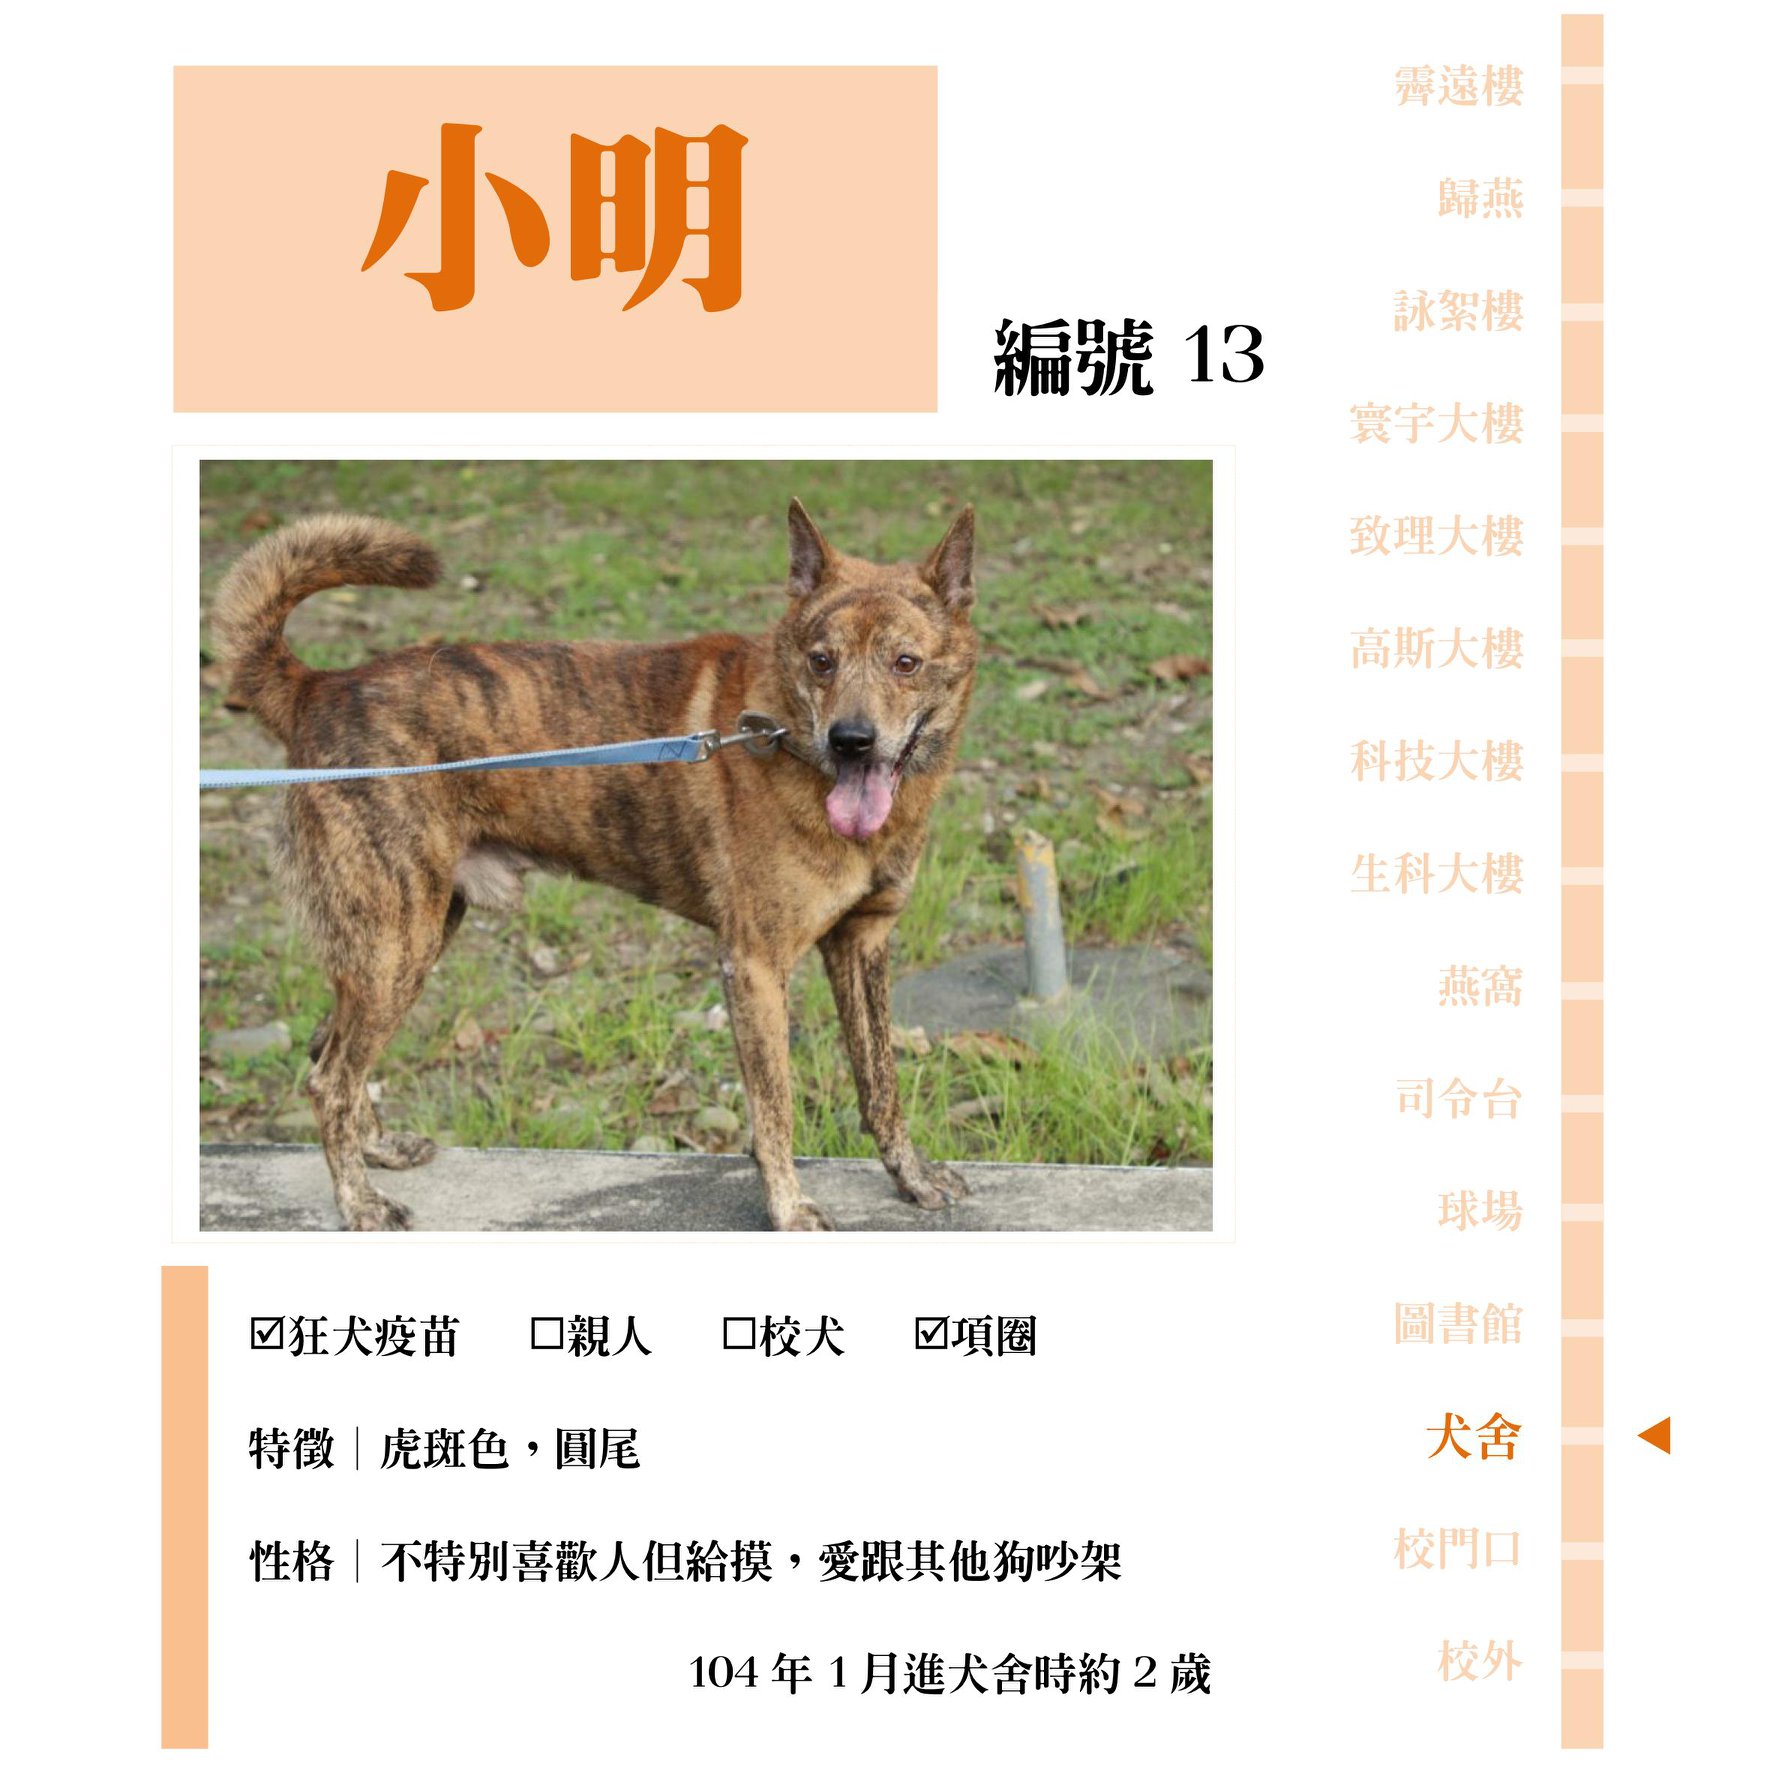 小明
編號 13
霽遠樓
歸燕
詠絮樓
寰宇大樓
致理大樓
高斯大樓
科技大樓
生科大樓
燕窩
司令台
球場
圖書館
犬舍
校門口
校外
☑狂犬疫苗 ☐親人 ☐校犬 ☑項圈
特徵｜虎斑色，圓尾
性格｜不特別喜歡人但給摸，愛跟其他狗吵架
104 年 1 月進犬舍時約 2 歲